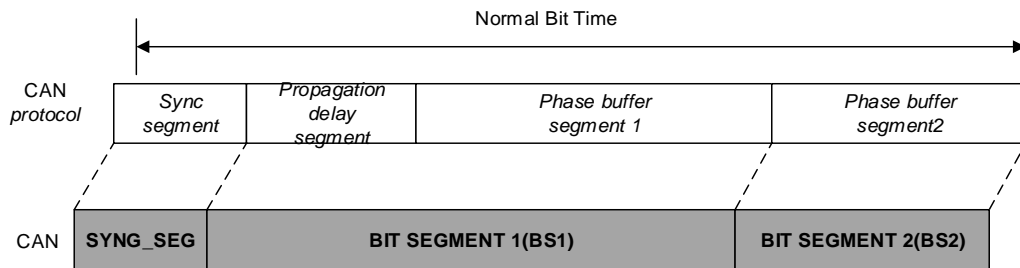 Normal Bit Time
CAN
protocol
Sync
segment
Propagation
delay
segment
Phase buffer
segment 1
Phase buffer
segment2
CAN
SYNG_SEG
BIT SEGMENT 1(BS1)
BIT SEGMENT 2(BS2)